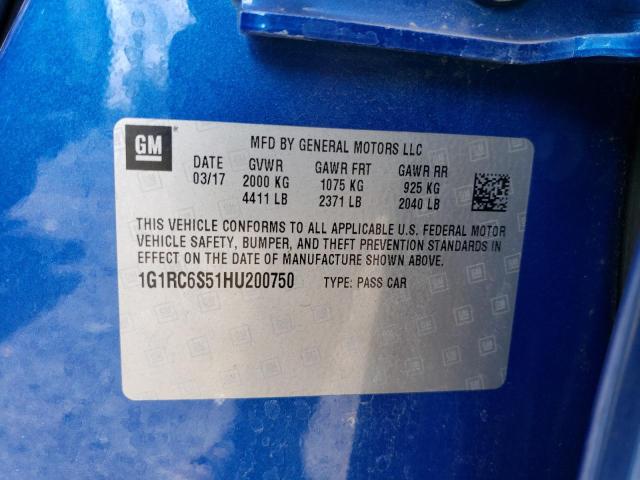 GM
MFD BY GENERAL MOTORS LLC
DATE GVWR GAWR FRT GAWR RR
03/17 2000 KG 1075 KG 925 KG
4411 LB 2371 LB 2040 LB
THIS VEHICLE CONFORMS TO ALL APPLICABLE U.S. FEDERAL MOTOR
VEHICLE SAFETY, BUMPER, AND THEFT PREVENTION STANDARDS IN
EFFECT ON THE DATE OF MANUFACTURE SHOWN ABOVE.
1G1RC6S51HU200750 TYPE: PASS CAR